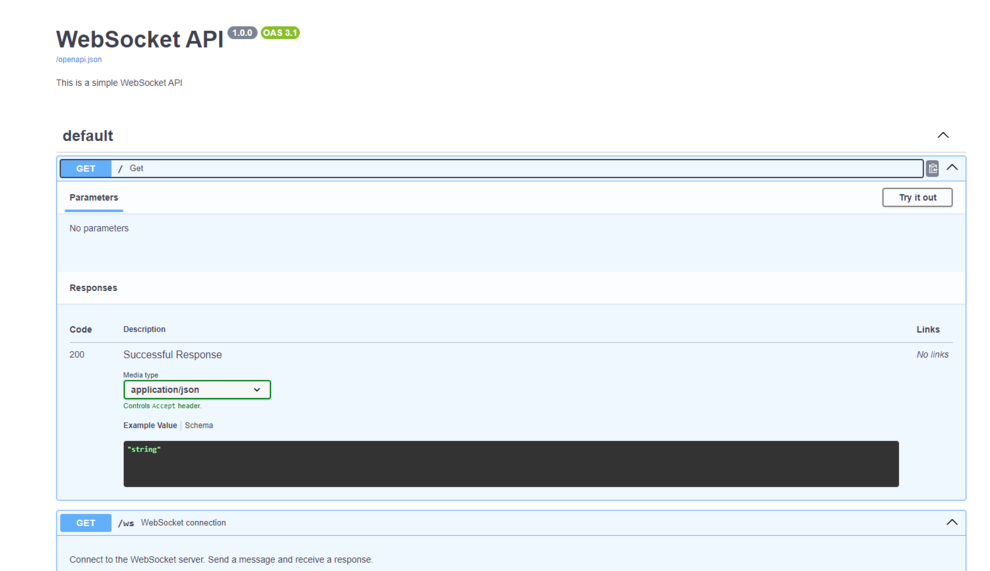 WebSocket API 1.0.0 OAS 3.1
/openapi.json
This is a simple WebSocket API
default
GET / Get
Parameters Try it out
No parameters
Responses
Code Description Links
200 Successful Response No links
Media type
application/json
Controls Accept header.
Example Value | Schema
"string"
GET /ws WebSocket connection
Connect to the WebSocket server. Send a message and receive a response.